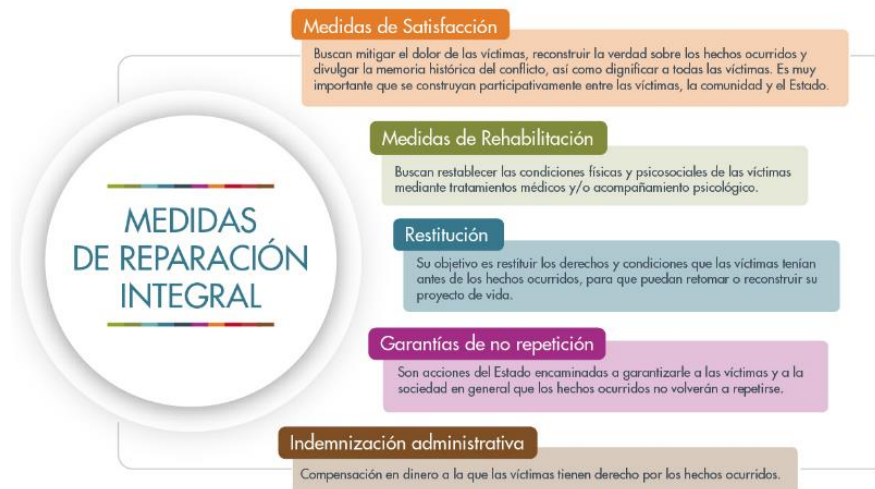 MEDIDAS
DE REPARACIÓN
INTEGRAL
Medidas de Satisfacción
Buscan mitigar el dolor de las víctimas, reconstruir la verdad sobre los hechos ocurridos y
divulgar la memoria histórica del conflicto, así como dignificar a todas las víctimas. Es muy
importante que se construyan participativamente entre las víctimas, la comunidad y el Estado.
Medidas de Rehabilitación
Buscan restablecer las condiciones físicas y psicosociales de las víctimas
mediante tratamientos médicos y/o acompañamiento psicológico.
Restitución
Su objetivo es restituir los derechos y condiciones que las víctimas tenían
antes de los hechos ocurridos, para que puedan retomar o reconstruir su
proyecto de vida.
Garantías de no repetición
Son acciones del Estado encaminadas a garantizarle a las víctimas y a la
sociedad en general que los hechos ocurridos no volverán a repetirse.
Indemnización administrativa
Compensación en dinero a la que las víctimas tienen derecho por los hechos ocurridos.